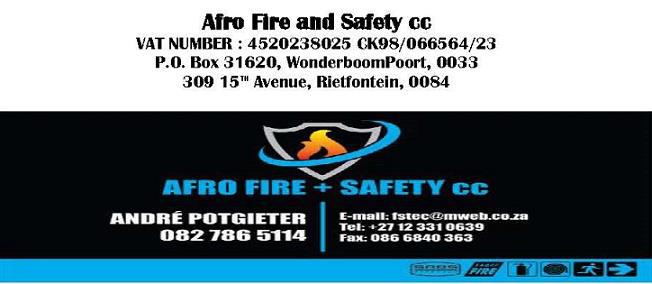 Afro Fire and Safety cc
VAT NUMBER : 4520238025 CK98/066564/23
P.O. Box 31620, WonderboomPoort, 0033
309 15TH Avenue, Rietfontein, 0084
AFRO FIRE + SAFETY cc
ANDRÉ POTGIETER
082 786 5114
E-mail: fstec@mweb.co.za
Tel: +27 12 331 0639
Fax: 086 6840 363
SABS
FIRE